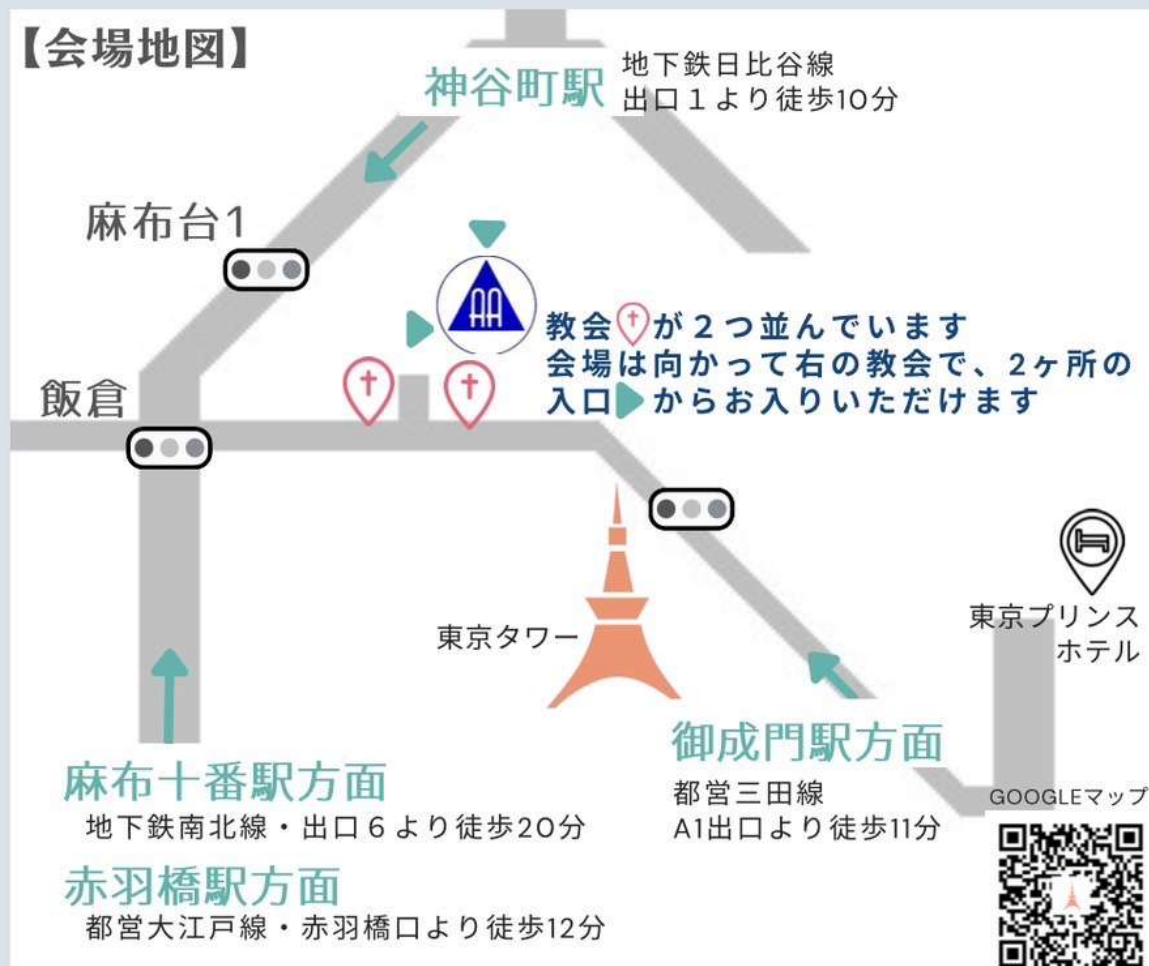 【会場地図】
神谷町駅
地下鉄日比谷線
出口１より徒歩10分
麻布台1
AA
教会が２つ並んでいます
会場は向かって右の教会で、2ヶ所の
入口からお入りいただけます
飯倉
東京タワー
東京プリンス
ホテル
御成門駅方面
都営三田線
A1出口より徒歩11分
GOOGLEマップ
麻布十番駅方面
地下鉄南北線・出口６より徒歩20分
赤羽橋駅方面
都営大江戸線・赤羽橋口より徒歩12分